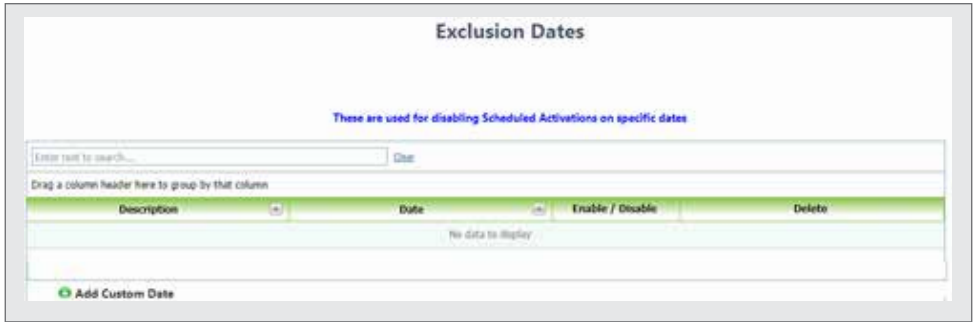 Exclusion Dates
These are used for disabling Scheduled Activations on specific dates
Enter text to search...
Clear
Drag a column header here to group by that column
Description Date Enable / Disable Delete
No data to display
Add Custom Date